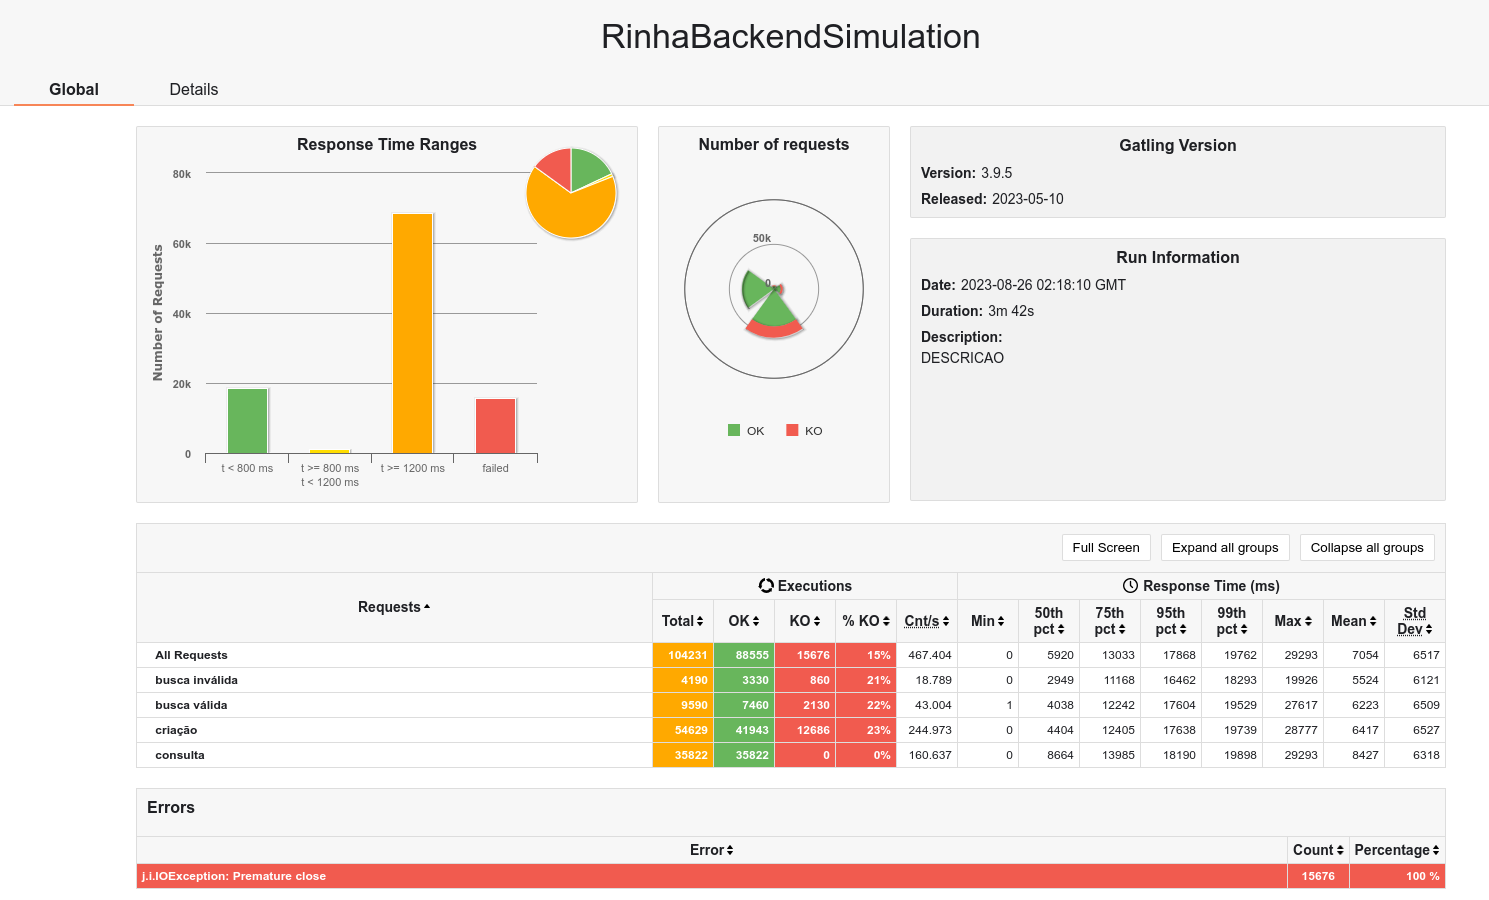 RinhaBackendSimulation
Global
Details
Response Time Ranges
80k
60k
40k
20k
0
Number of Requests
t < 800 ms
t >= 800 ms
t < 1200 ms
t >= 1200 ms
failed
Number of requests
50k
0
OK
KO
Gatling Version
Version: 3.9.5
Released: 2023-05-10
Run Information
Date: 2023-08-26 02:18:10 GMT
Duration: 3m 42s
Description:
DESCRICAO
Full Screen
Expand all groups
Collapse all groups
Requests
Executions
Response Time (ms)
Total OK KO % KO Cnt/s Min 50th pct 75th pct 95th pct 99th pct Max Mean Std Dev
All Requests 104231 88555 15676 15% 467.404 0 5920 13033 17868 19762 29293 7054 6517
busca inválida 4190 3330 860 21% 18.789 0 2949 11168 16462 18293 19926 5524 6121
busca válida 9590 7460 2130 22% 43.004 1 4038 12242 17604 19529 27617 6223 6509
criação 54629 41943 12686 23% 244.973 0 4404 12405 17638 19739 28777 6417 6527
consulta 35822 35822 0 0% 160.637 0 8664 13985 18190 19898 29293 8427 6318
Errors
Error Count Percentage
j.i.IOException: Premature close 15676 100 %